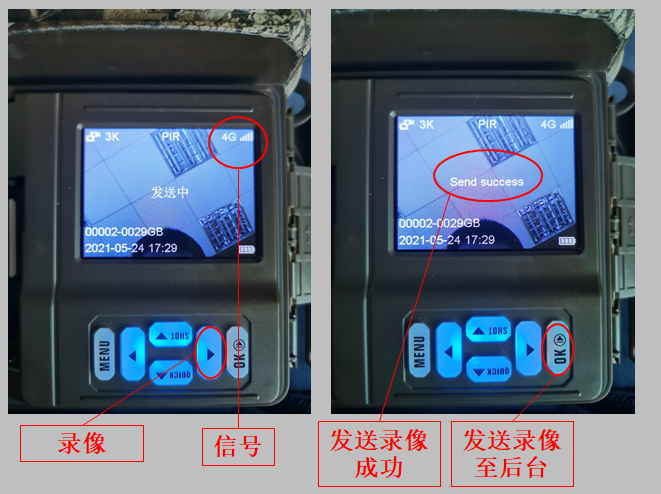 3K PIR 4G
发送中
00002-0029GB
2021-05-24 17:29
MENU
SHOT
QUICK
OK
录像
信号
3K PIR 4G
Send success
00002-0029GB
2021-05-24 17:29
MENU
SHOT
QUICK
OK
发送录像
成功
发送录像
至后台